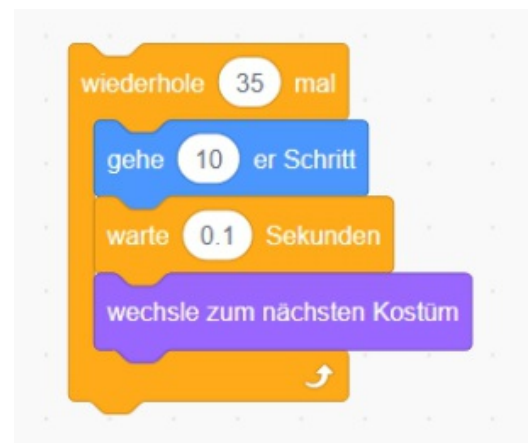 wiederhole 35 mal
gehe 10 er Schritt
warte 0.1 Sekunden
wechsle zum nächsten Kostüm